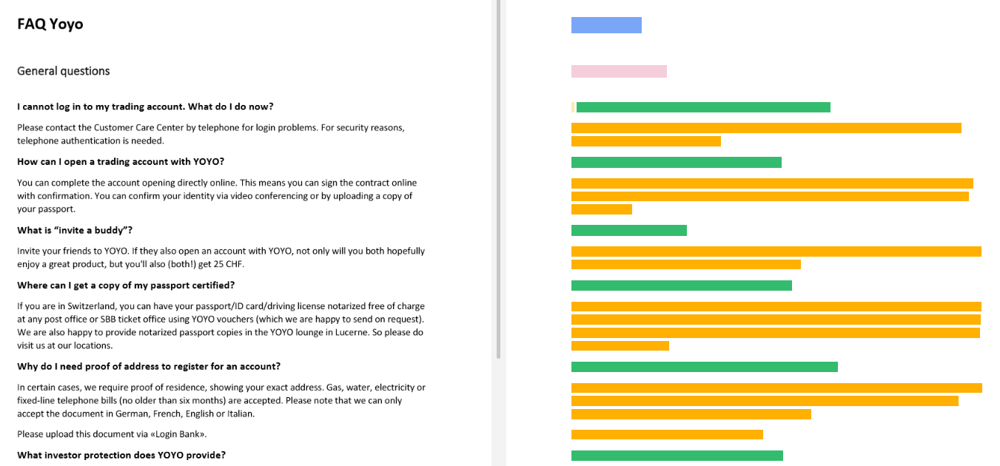 FAQ Yoyo
General questions
I cannot log in to my trading account. What do I do now?
Please contact the Customer Care Center by telephone for login problems. For security reasons,
telephone authentication is needed.
How can I open a trading account with YOYO?
You can complete the account opening directly online. This means you can sign the contract online
with confirmation. You can confirm your identity via video conferencing or by uploading a copy of
your passport.
What is “invite a buddy”?
Invite your friends to YOYO. If they also open an account with YOYO, not only will you both hopefully
enjoy a great product, but you'll also (both!) get 25 CHF.
Where can I get a copy of my passport certified?
If you are in Switzerland, you can have your passport/ID card/driving license notarized free of charge
at any post office or SBB ticket office using YOYO vouchers (which we are happy to send on request).
We are also happy to provide notarized passport copies in the YOYO lounge in Lucerne. So please do
visit us at our locations.
Why do I need proof of address to register for an account?
In certain cases, we require proof of residence, showing your exact address. Gas, water, electricity or
fixed-line telephone bills (no older than six months) are accepted. Please note that we can only
accept the document in German, French, English or Italian.
Please upload this document via «Login Bank».
What investor protection does YOYO provide?